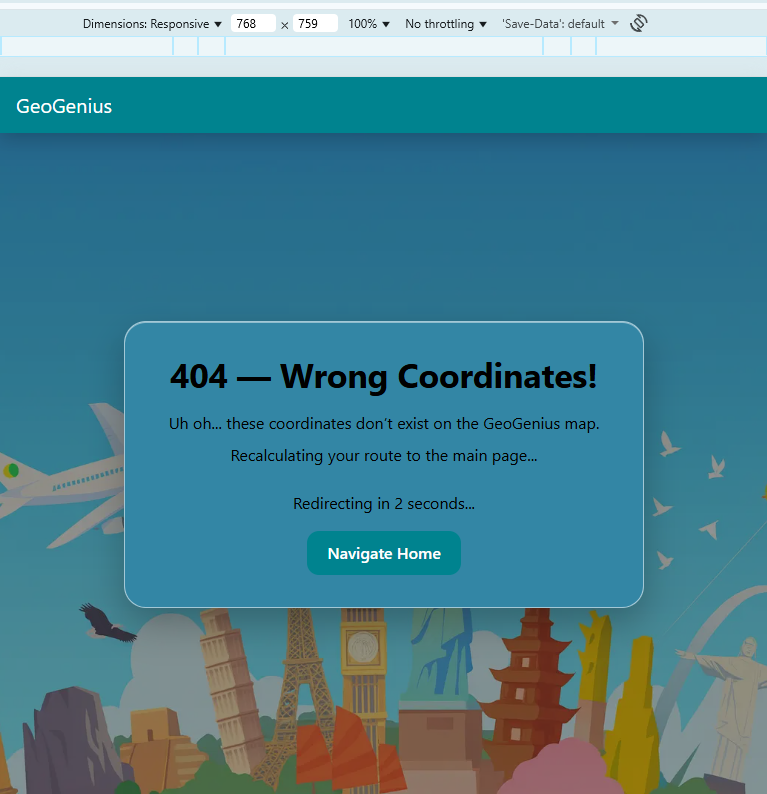 Dimensions: Responsive 768 × 759 100% No throttling 'Save-Data': default
GeoGenius
404 — Wrong Coordinates!
Uh oh... these coordinates don't exist on the GeoGenius map.
Recalculating your route to the main page...
Redirecting in 2 seconds...
Navigate Home